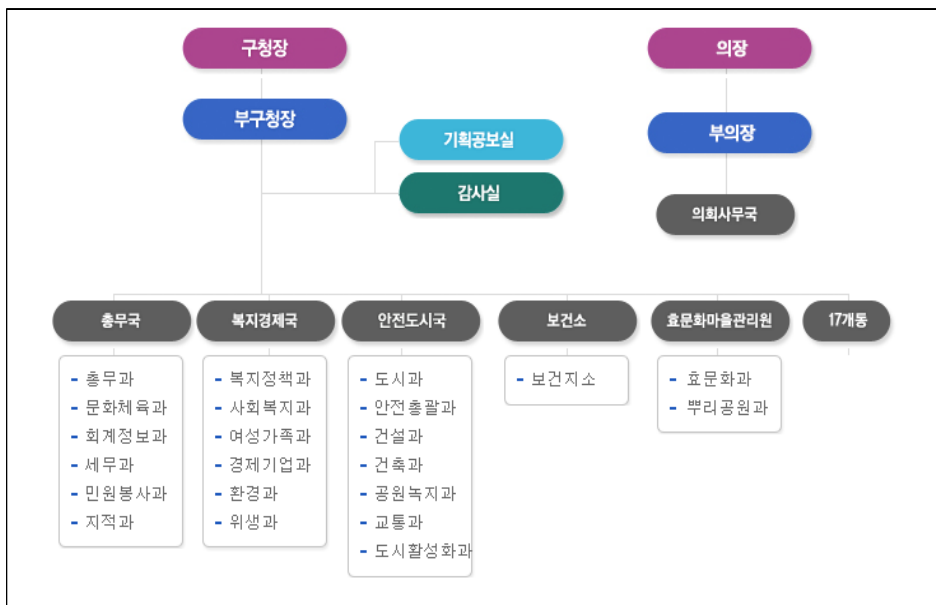 구청장
부구청장
기획공보실
감사실
의장
부의장
의회사무국
총무국
- 총무과
- 문화체육과
- 회계정보과
- 세무과
- 민원봉사과
- 지적과
복지경제국
- 복지정책과
- 사회복지과
- 여성가족과
- 경제기업과
- 환경과
- 위생과
안전도시국
- 도시과
- 안전총괄과
- 건설과
- 건축과
- 공원녹지과
- 교통과
- 도시활성화과
보건소
- 보건지소
효문화마을관리원
- 효문화과
- 뿌리공원과
17개동